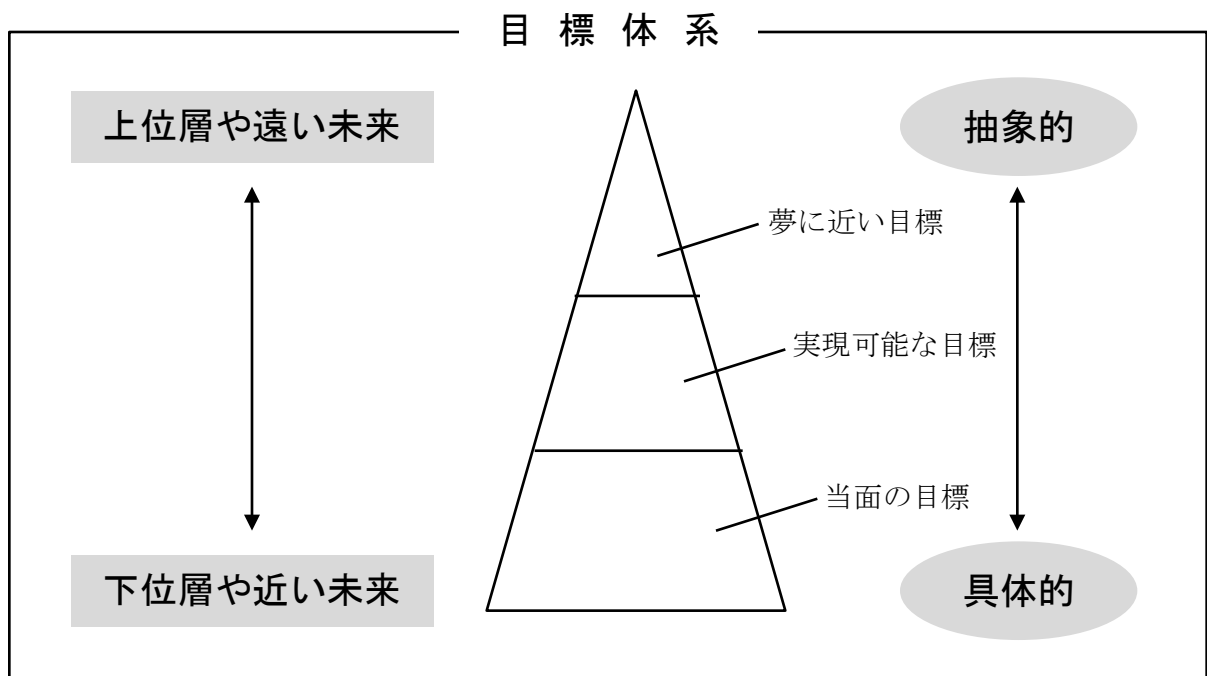 目標体系
上位層や遠い未来
抽象的
夢に近い目標
実現可能な目標
当面の目標
下位層や近い未来
具体的